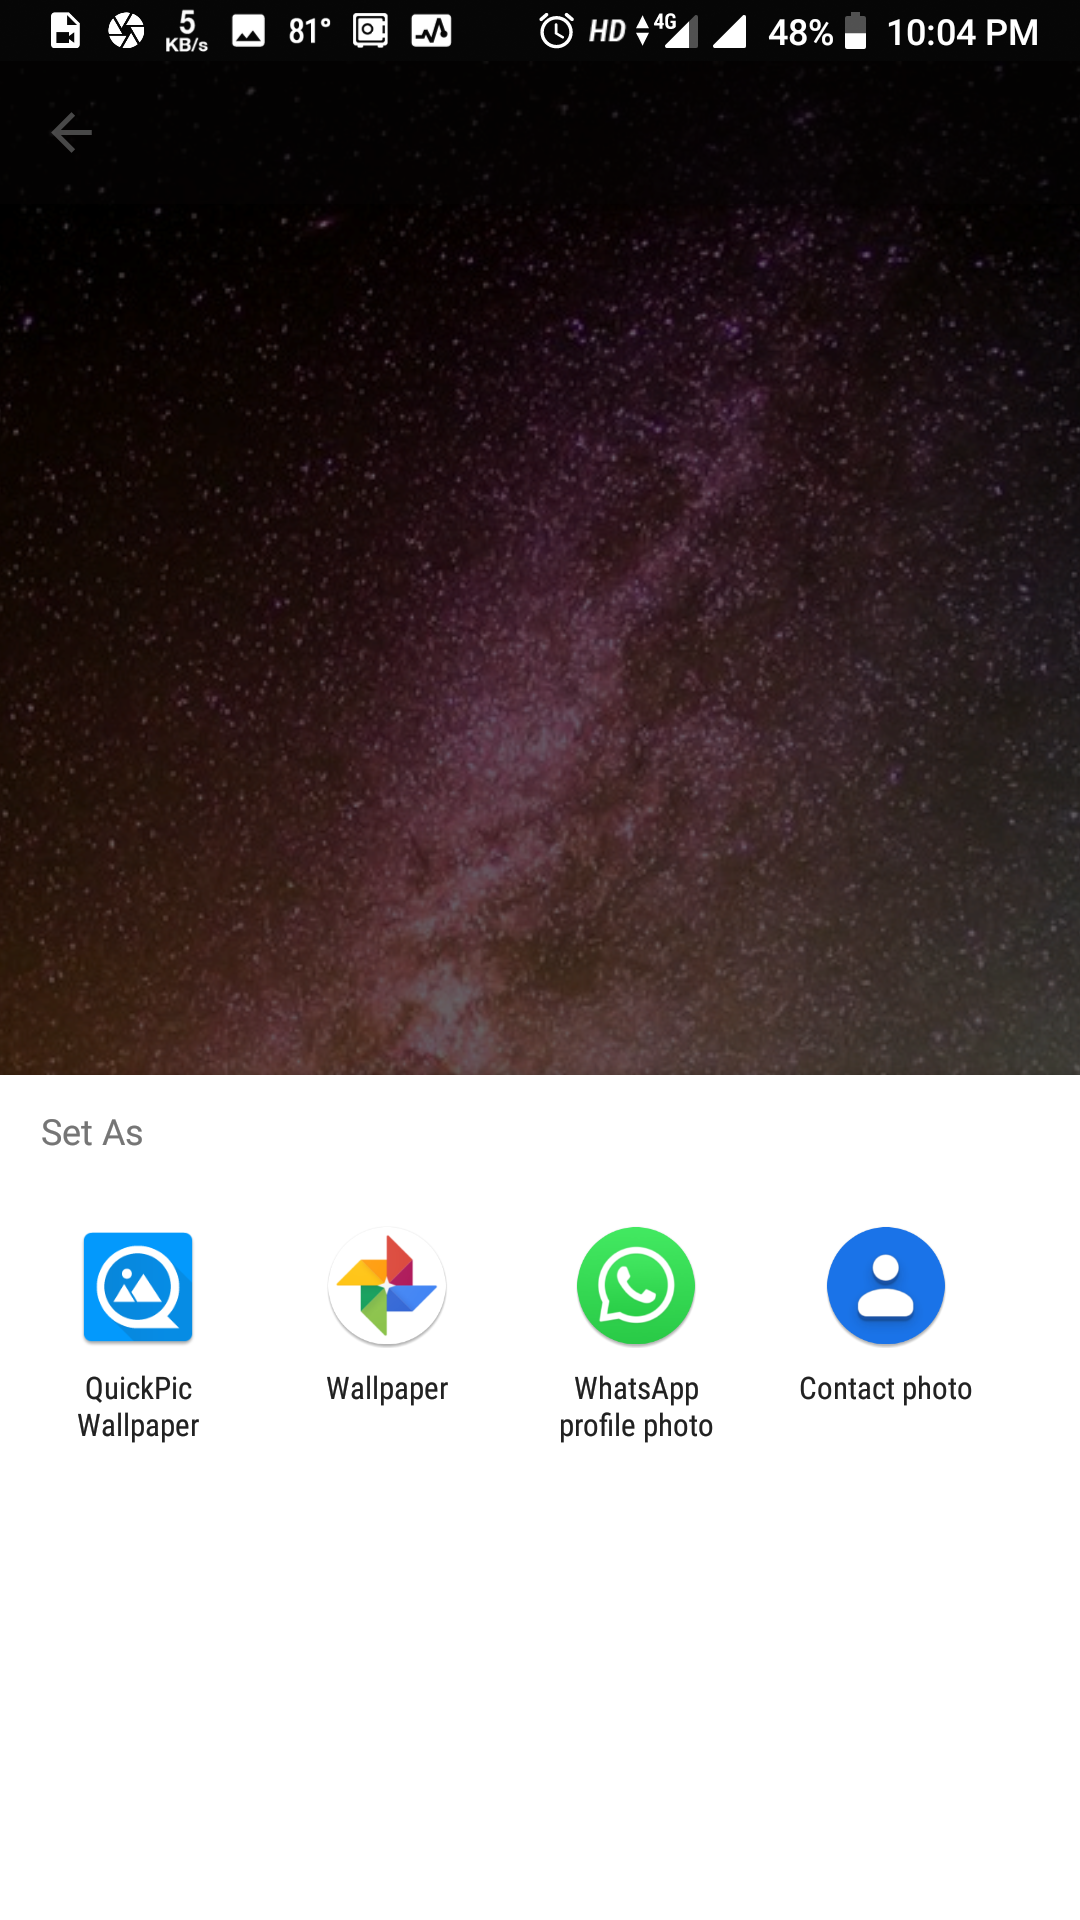 5
KB/s
81°
HD
4G
48%
10:04 PM
Set As
QuickPic
Wallpaper
Wallpaper
WhatsApp
profile photo
Contact photo